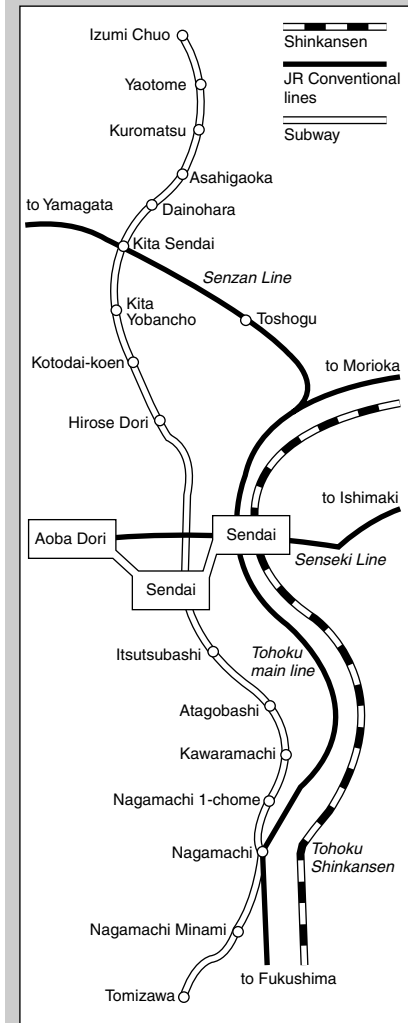 Izumi Chuo
Shinkansen
Yaotome
JR Conventional
lines
Kuromatsu
Subway
Asahigaoka
to Yamagata
Dainohara
Kita Sendai
Senzan Line
Kita
Yobancho
Toshogu
Kotodai-koen
to Morioka
Hirose Dori
to Ishimaki
Aoba Dori
Sendai
Senseki Line
Sendai
Itsutsubashi
Tohoku
main line
Atagobashi
Kawaramachi
Nagamachi 1-chome
Nagamachi
Tohoku
Shinkansen
Nagamachi Minami
to Fukushima
Tomizawa